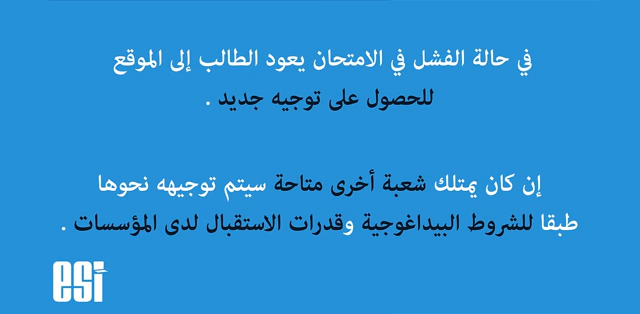 في حالة الفشل في الامتحان يعود الطالب إلى الموقع
للحصول على توجيه جديد .
إن كان يمتلك شعبة أخرى متاحة سيتم توجيهه نحوها
طبقا للشروط البيداغوجية وقدرات الاستقبال لدى المؤسسات .
esi